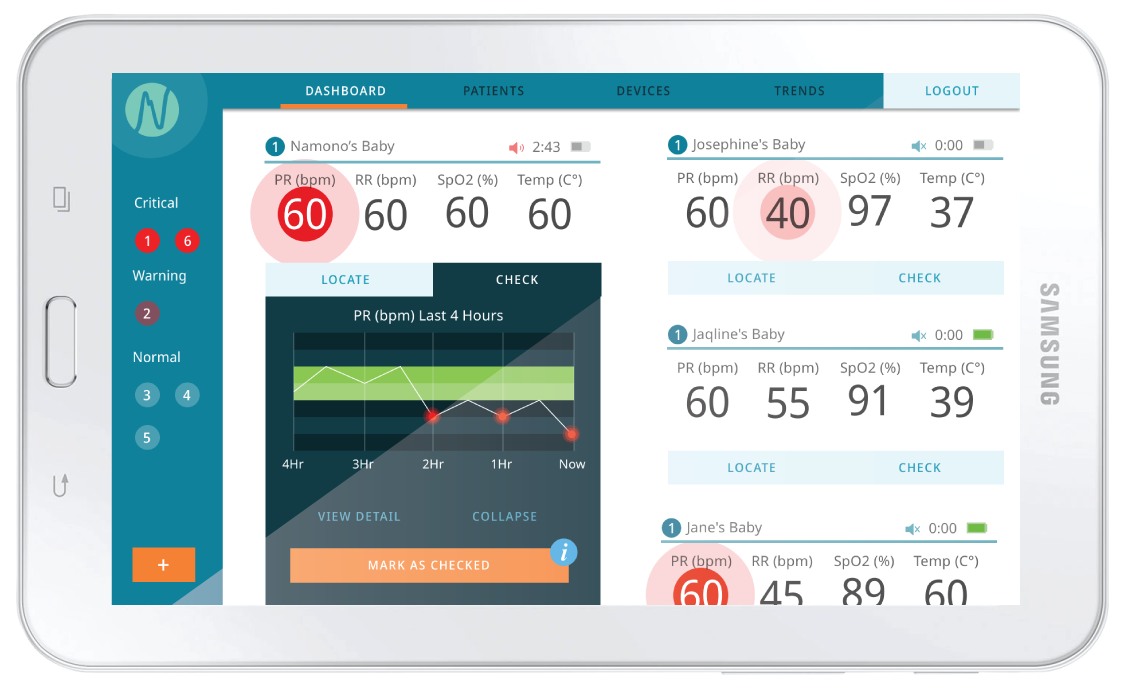 DASHBOARD PATIENTS DEVICES TRENDS LOGOUT
N
Critical
1 6
Warning
2
Normal
3 4
5
+
1 Namono’s Baby 2:43
PR (bpm) RR (bpm) SpO2 (%) Temp (C°)
60 60 60 60
LOCATE CHECK
PR (bpm) Last 4 Hours
4Hr 3Hr 2Hr 1Hr Now
VIEW DETAIL COLLAPSE
MARK AS CHECKED i
1 Josephine's Baby 0:00
PR (bpm) RR (bpm) SpO2 (%) Temp (C°)
60 40 97 37
LOCATE CHECK
1 Jaqline's Baby 0:00
PR (bpm) RR (bpm) SpO2 (%) Temp (C°)
60 55 91 39
LOCATE CHECK
1 Jane's Baby 0:00
PR (bpm) RR (bpm) SpO2 (%) Temp (C°)
60 45 89 60
SAMSUNG